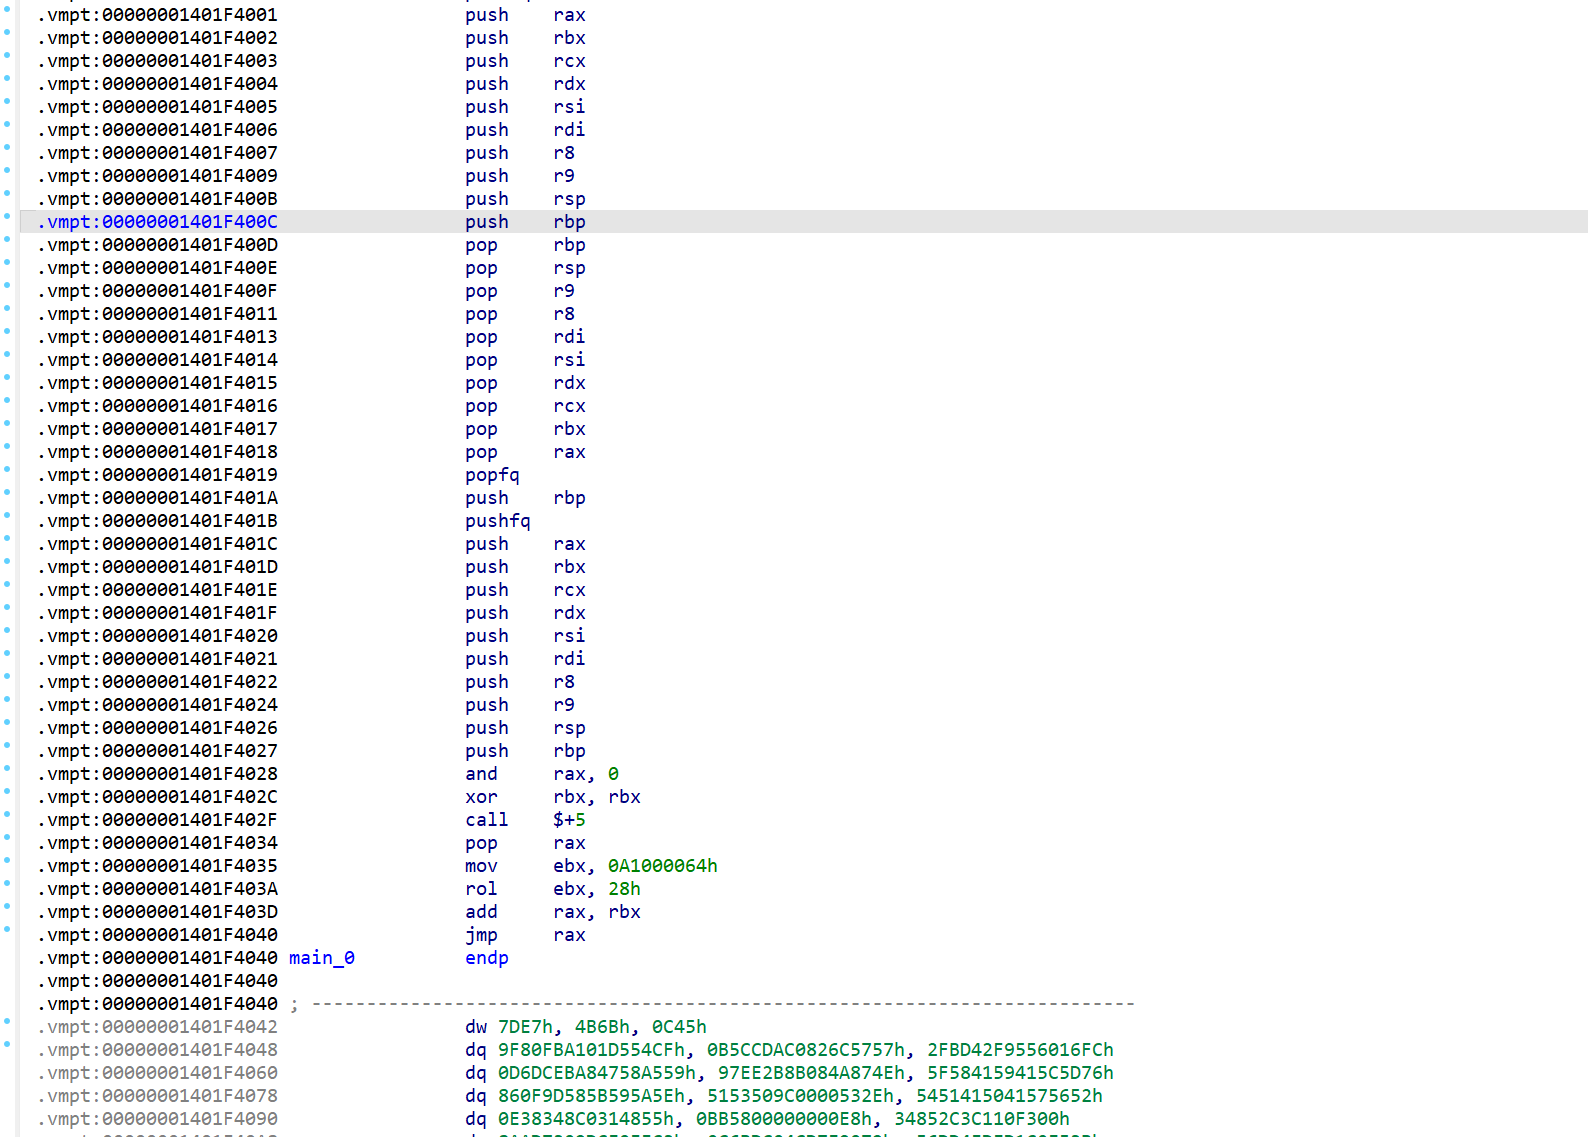 .vmpt:00000001401F4001 push rax
.vmpt:00000001401F4002 push rbx
.vmpt:00000001401F4003 push rcx
.vmpt:00000001401F4004 push rdx
.vmpt:00000001401F4005 push rsi
.vmpt:00000001401F4006 push rdi
.vmpt:00000001401F4007 push r8
.vmpt:00000001401F4009 push r9
.vmpt:00000001401F400B push rsp
.vmpt:00000001401F400C push rbp
.vmpt:00000001401F400D pop rbp
.vmpt:00000001401F400E pop rsp
.vmpt:00000001401F400F pop r9
.vmpt:00000001401F4011 pop r8
.vmpt:00000001401F4013 pop rdi
.vmpt:00000001401F4014 pop rsi
.vmpt:00000001401F4015 pop rdx
.vmpt:00000001401F4016 pop rcx
.vmpt:00000001401F4017 pop rbx
.vmpt:00000001401F4018 pop rax
.vmpt:00000001401F4019 popfq
.vmpt:00000001401F401A push rbp
.vmpt:00000001401F401B pushfq
.vmpt:00000001401F401C push rax
.vmpt:00000001401F401D push rbx
.vmpt:00000001401F401E push rcx
.vmpt:00000001401F401F push rdx
.vmpt:00000001401F4020 push rsi
.vmpt:00000001401F4021 push rdi
.vmpt:00000001401F4022 push r8
.vmpt:00000001401F4024 push r9
.vmpt:00000001401F4026 push rsp
.vmpt:00000001401F4027 push rbp
.vmpt:00000001401F4028 and rax, 0
.vmpt:00000001401F402C xor rbx, rbx
.vmpt:00000001401F402F call $+5
.vmpt:00000001401F4034 pop rax
.vmpt:00000001401F4035 mov ebx, 0A1000064h
.vmpt:00000001401F403A rol ebx, 28h
.vmpt:00000001401F403D add rax, rbx
.vmpt:00000001401F4040 jmp rax
.vmpt:00000001401F4040 main_0 endp
.vmpt:00000001401F4040
.vmpt:00000001401F4040 ; ---------------------------------------------------------------------------
.vmpt:00000001401F4042 dw 7DE7h, 4B6Bh, 0C45h
.vmpt:00000001401F4048 dq 9F80FBA101D554CFh, 0B5CCDAC0826C5757h, 2FBD42F9556016FCh
.vmpt:00000001401F4060 dq 0D6DCEBA84758A559h, 97EE2B8B084A874Eh, 5F584159415C5D76h
.vmpt:00000001401F4078 dq 860F9D585B595A5Eh, 5153509C0000532Eh, 5451415041575652h
.vmpt:00000001401F4090 dq 0E38348C0314855h, 0BB5800000000E8h, 34852C3C110F300h